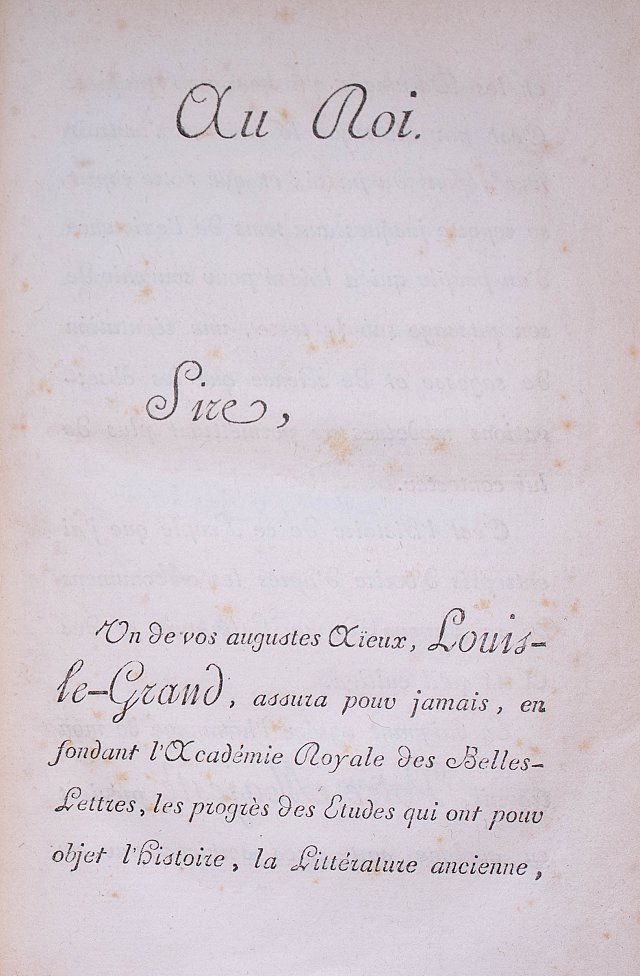 Au Roi.
Sire,
Un de vos augustes Aïeux, Louis-
le-Grand, assura pour jamais, en
fondant l'Académie Royale des Belles-
Lettres, les progrès des Etudes qui ont pour
objet l'histoire, la Littérature ancienne,